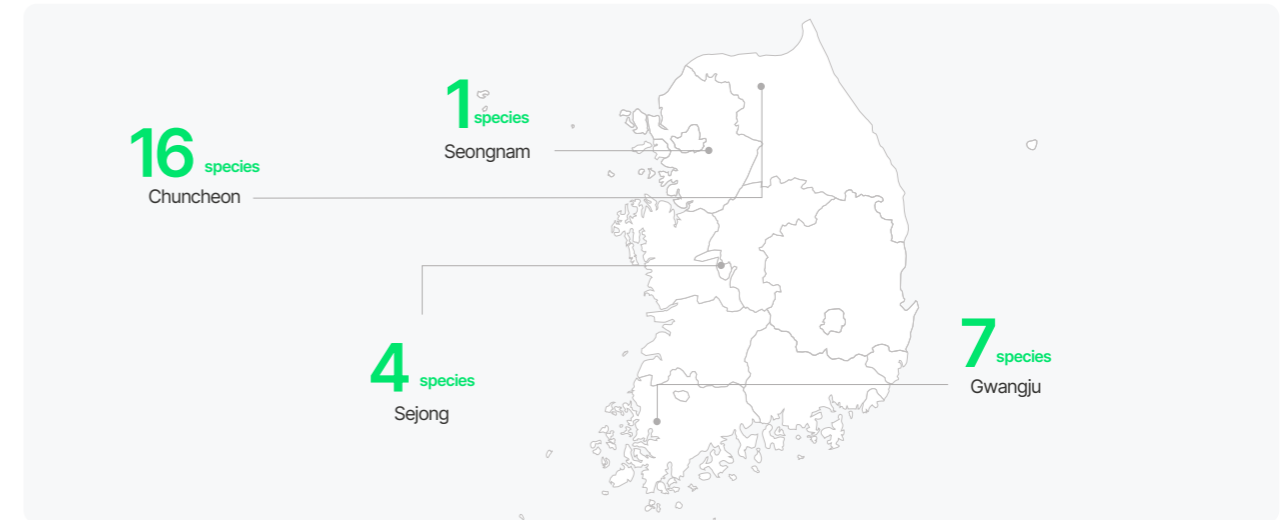 1 species
Seongnam
16 species
Chuncheon
4 species
Sejong
7 species
Gwangju